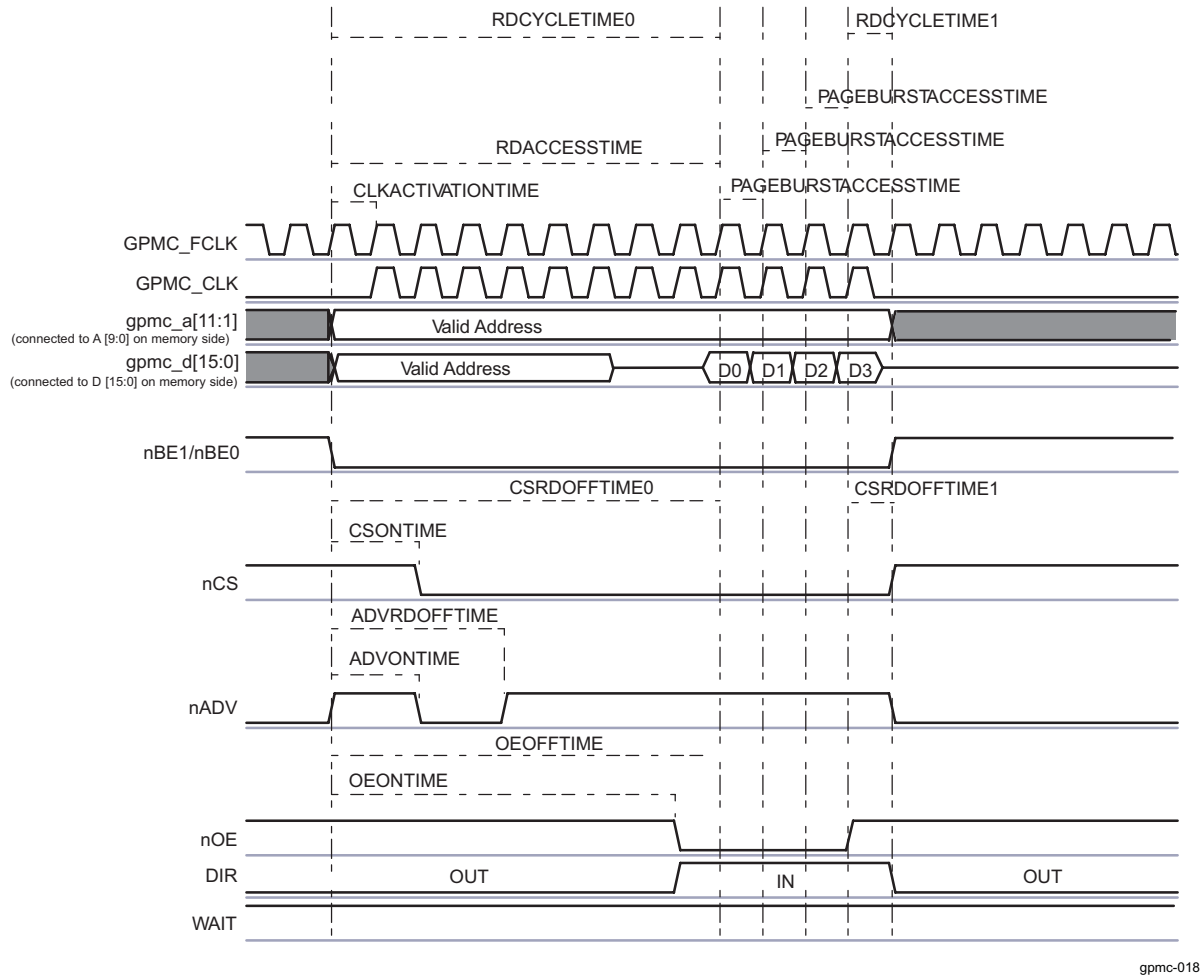 RDCYCLETIME0
RDCYCLETIME1
PAGEBURSTACCESSTIME
PAGEBURSTACCESSTIME
RDACCESSTIME
PAGEBURSTACCESSTIME
CLKACTIVATIONTIME
GPMC_FCLK
GPMC_CLK
gpmc_a[11:1]
(connected to A [9:0] on memory side)
Valid Address
gpmc_d[15:0]
(connected to D [15:0] on memory side)
Valid Address
D0
D1
D2
D3
nBE1/nBE0
CSRDOFFTIME0
CSRDOFFTIME1
CSONTIME
nCS
ADVRDOFFTIME
ADVONTIME
nADV
OEOFFTIME
OEONTIME
nOE
DIR
OUT
IN
OUT
WAIT
gpmc-018